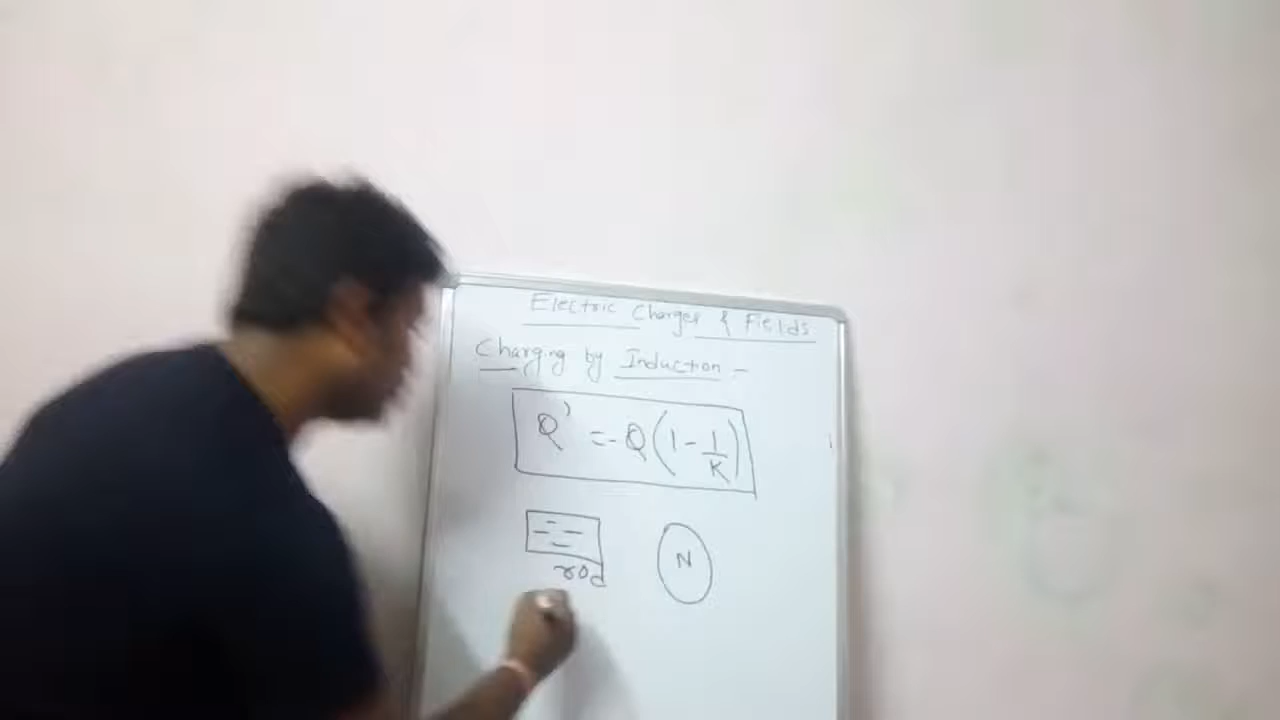 Electric Charges & Fields
Charging by Induction -
Q' = - Q (1 - 1/K)
N
rod